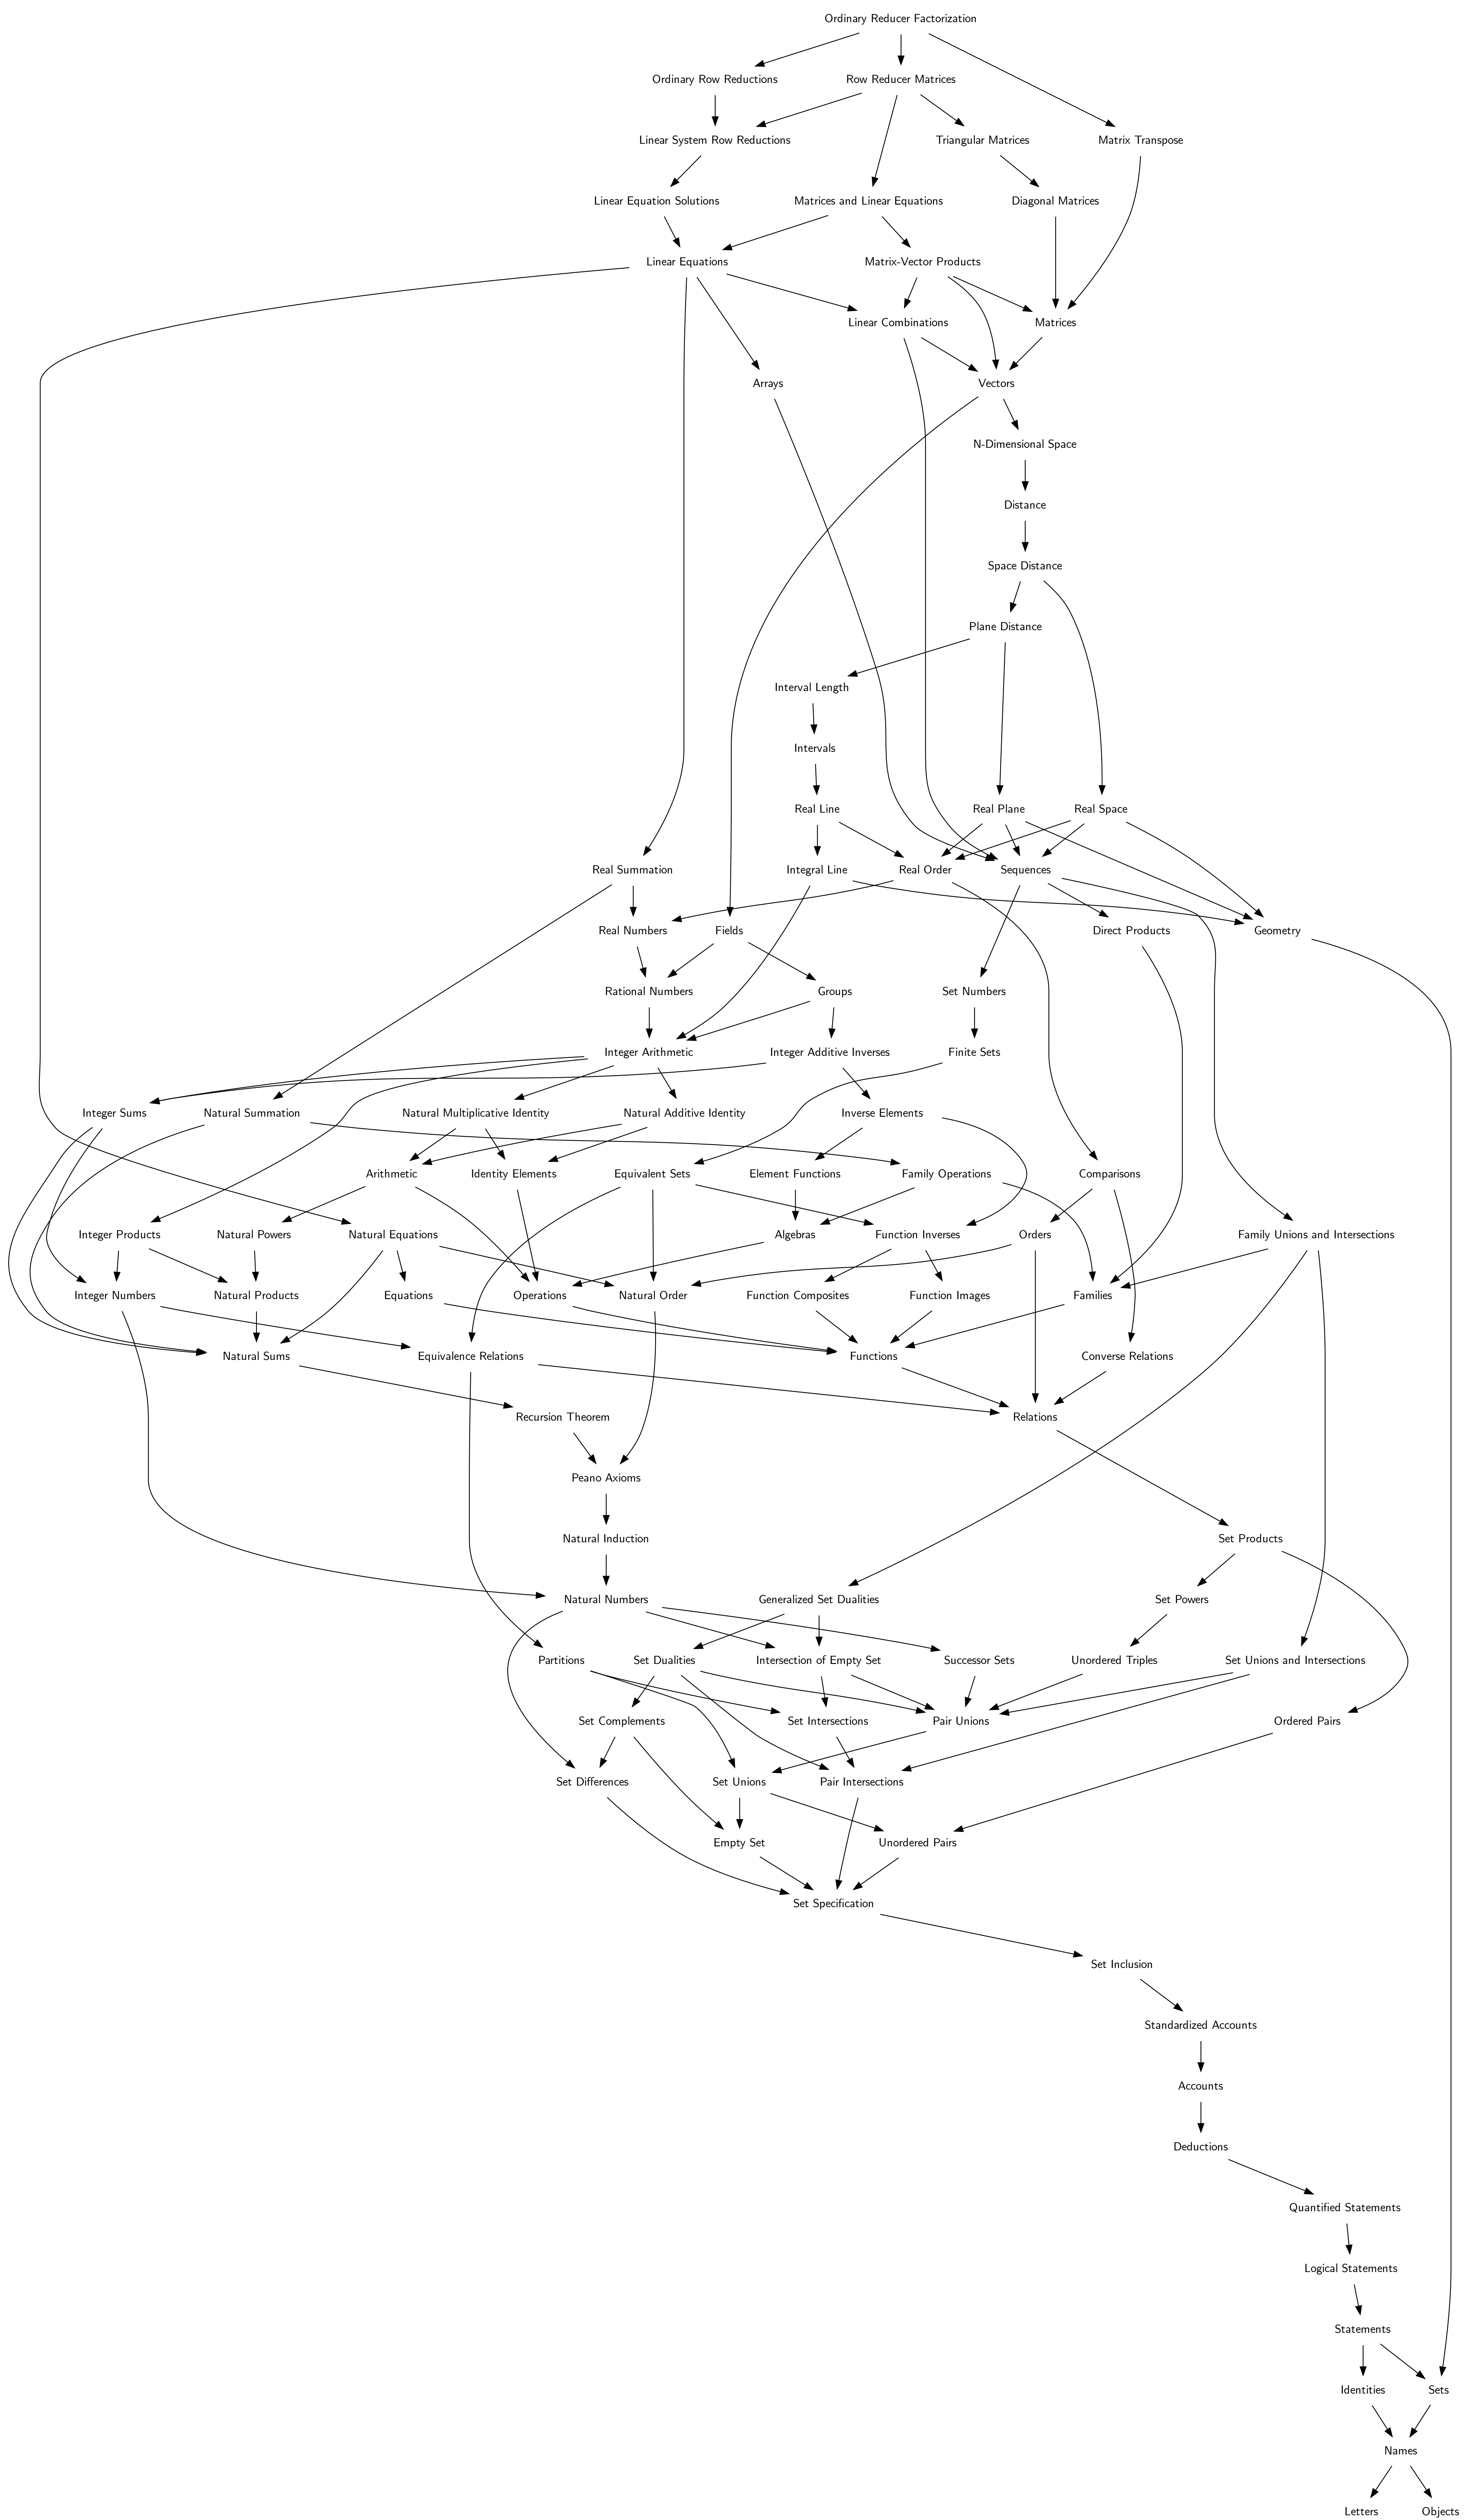 Ordinary Reducer Factorization
Ordinary Row Reductions
Row Reducer Matrices
Linear System Row Reductions
Triangular Matrices
Matrix Transpose
Linear Equation Solutions
Matrices and Linear Equations
Diagonal Matrices
Linear Equations
Matrix-Vector Products
Linear Combinations
Matrices
Arrays
Vectors
N-Dimensional Space
Distance
Space Distance
Plane Distance
Interval Length
Intervals
Real Line
Real Plane
Real Space
Real Summation
Integral Line
Real Order
Sequences
Real Numbers
Fields
Direct Products
Geometry
Rational Numbers
Groups
Set Numbers
Integer Arithmetic
Integer Additive Inverses
Finite Sets
Integer Sums
Natural Summation
Natural Multiplicative Identity
Natural Additive Identity
Inverse Elements
Arithmetic
Identity Elements
Equivalent Sets
Element Functions
Family Operations
Comparisons
Integer Products
Natural Powers
Natural Equations
Algebras
Function Inverses
Orders
Family Unions and Intersections
Integer Numbers
Natural Products
Equations
Operations
Natural Order
Function Composites
Function Images
Families
Natural Sums
Equivalence Relations
Functions
Converse Relations
Recursion Theorem
Relations
Peano Axioms
Natural Induction
Set Products
Natural Numbers
Generalized Set Dualities
Set Powers
Partitions
Set Dualities
Intersection of Empty Set
Successor Sets
Unordered Triples
Set Unions and Intersections
Set Complements
Set Intersections
Pair Unions
Ordered Pairs
Set Differences
Set Unions
Pair Intersections
Empty Set
Unordered Pairs
Set Specification
Set Inclusion
Standardized Accounts
Accounts
Deductions
Quantified Statements
Logical Statements
Statements
Identities
Sets
Names
Letters
Objects